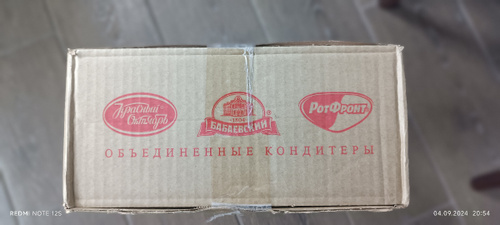 Красный
Октябрь
1804
БАБАЕВСКИЙ
®
РОТ ФРОНТ
®
ОБЪЕДИНЕННЫЕ КОНДИТЕРЫ
REDMI NOTE 12S
04.09.2024 20:54